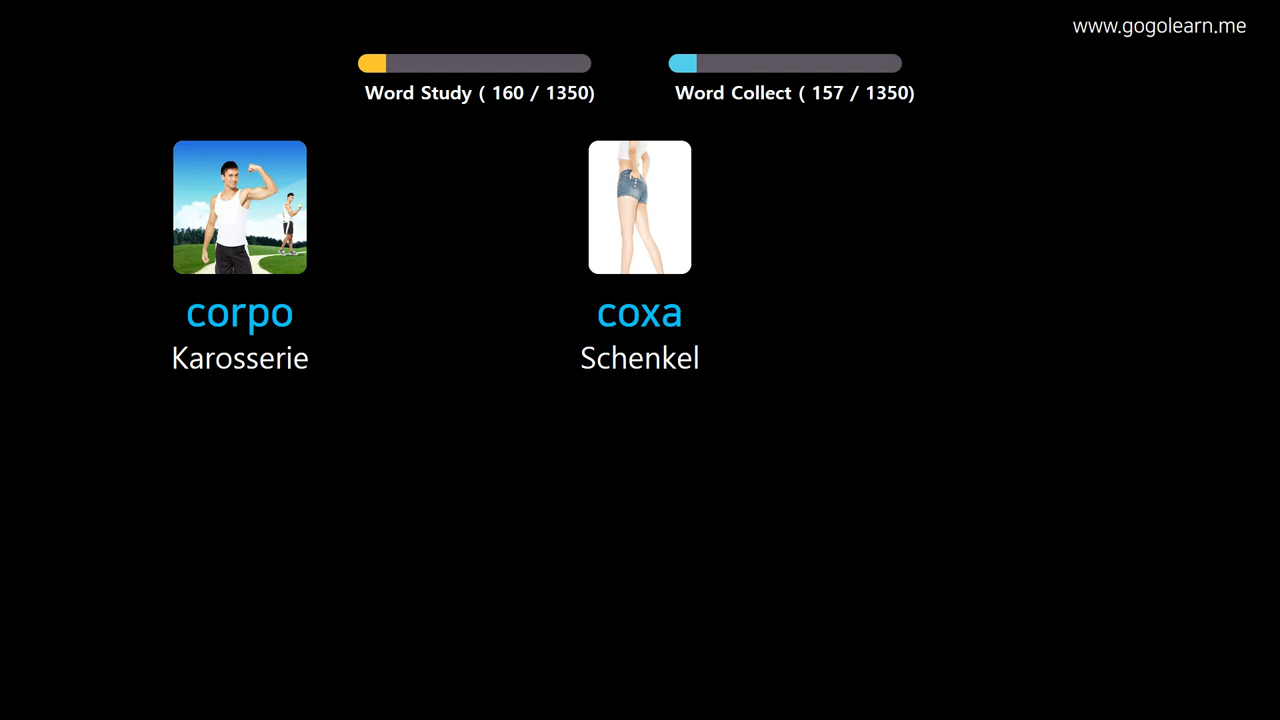 www.gogolearn.me
Word Study ( 160 / 1350)
Word Collect ( 157 / 1350)
corpo
Karosserie
coxa
Schenkel